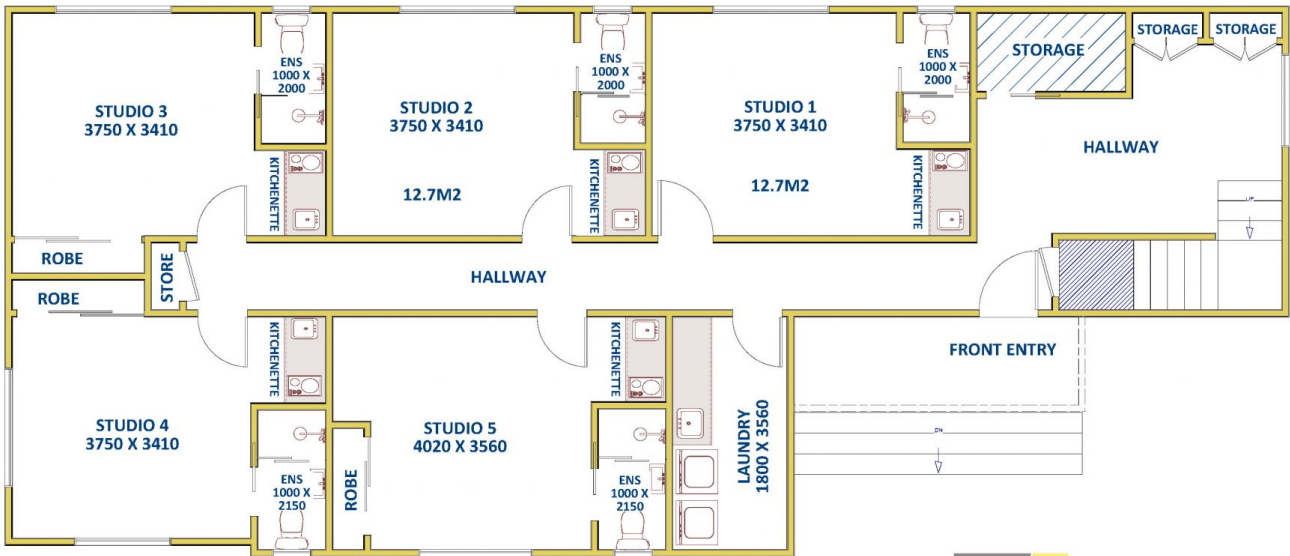 STUDIO 3
3750 X 3410
ENS
1000 X
2000
KITCHENETTE
ROBE
STUDIO 2
3750 X 3410
12.7M2
ENS
1000 X
2000
KITCHENETTE
STUDIO 1
3750 X 3410
12.7M2
ENS
1000 X
2000
KITCHENETTE
STORAGE
STORAGE
STORAGE
HALLWAY
UP
STORE
HALLWAY
ROBE
STUDIO 4
3750 X 3410
KITCHENETTE
ENS
1000 X
2150
ROBE
STUDIO 5
4020 X 3560
KITCHENETTE
ENS
1000 X
2150
LAUNDRY
1800 X 3560
FRONT ENTRY
DN